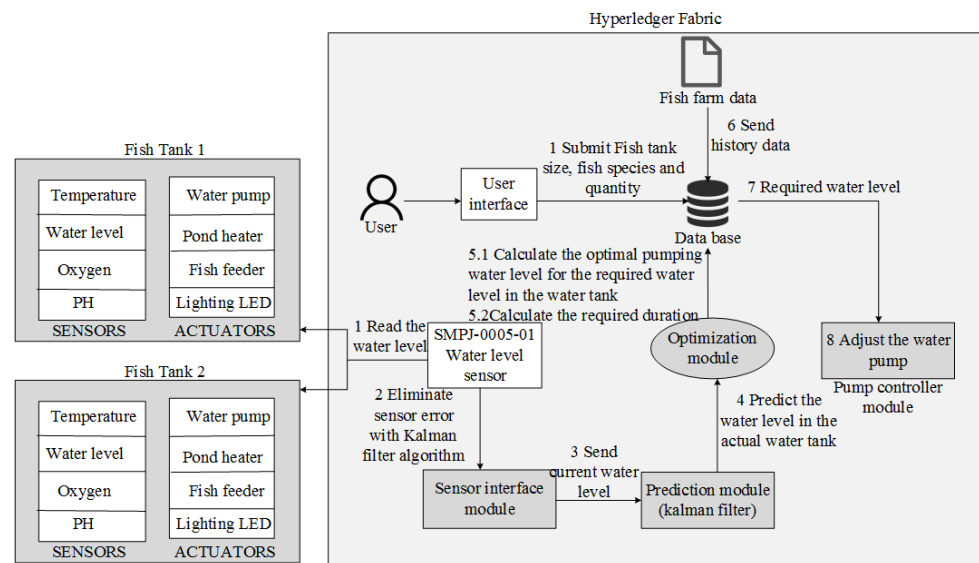 Hyperledger Fabric
Fish farm data
6 Send
history data
1 Submit Fish tank
size, fish species and
quantity
User
interface
User
Data base
7 Required water level
Fish Tank 1
Temperature
Water level
Oxygen
PH
SENSORS
Water pump
Pond heater
Fish feeder
Lighting LED
ACTUATORS
5.1 Calculate the optimal pumping
water level for the required water
level in the water tank
5.2Calculate the required duration
1 Read the
water level
SMPJ-0005-01
Water level
sensor
Optimization
module
8 Adjust the water
pump
Pump controller
module
Fish Tank 2
Temperature
Water level
Oxygen
PH
SENSORS
Water pump
Pond heater
Fish feeder
Lighting LED
ACTUATORS
2 Eliminate
sensor error
with Kalman
filter algorithm
4 Predict the
water level in the
actual water tank
3 Send
current water
level
Sensor interface
module
Prediction module
(kalman filter)